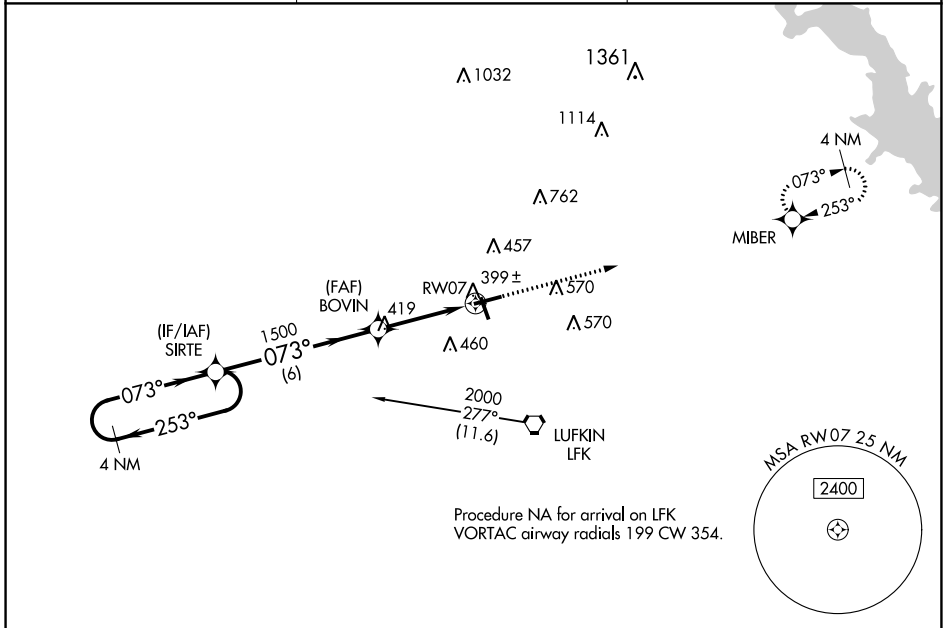 1361
1032
1114
4 NM
073°
253°
762
MIBER
457
RW07
399±
570
(FAF)
BOVIN
419
570
(IF/IAF)
SIRTE
1500
073°
(6)
460
073°
253°
4 NM
2000
277°
(11.6)
LUFKIN
LFK
MSA RW07 25 NM
2400
Procedure NA for arrival on LFK
VORTAC airway radials 199 CW 354.